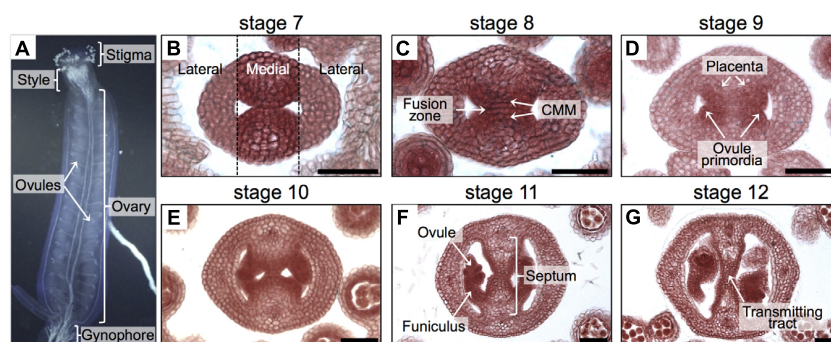 stage 7
stage 8
stage 9
A
Stigma
Style
Ovules
Ovary
Gynophore
B
Lateral
Medial
Lateral
C
Fusion
zone
CMM
D
Placenta
Ovule
primordia
stage 10
stage 11
stage 12
E
F
Ovule
Septum
Funiculus
G
Transmitting
tract